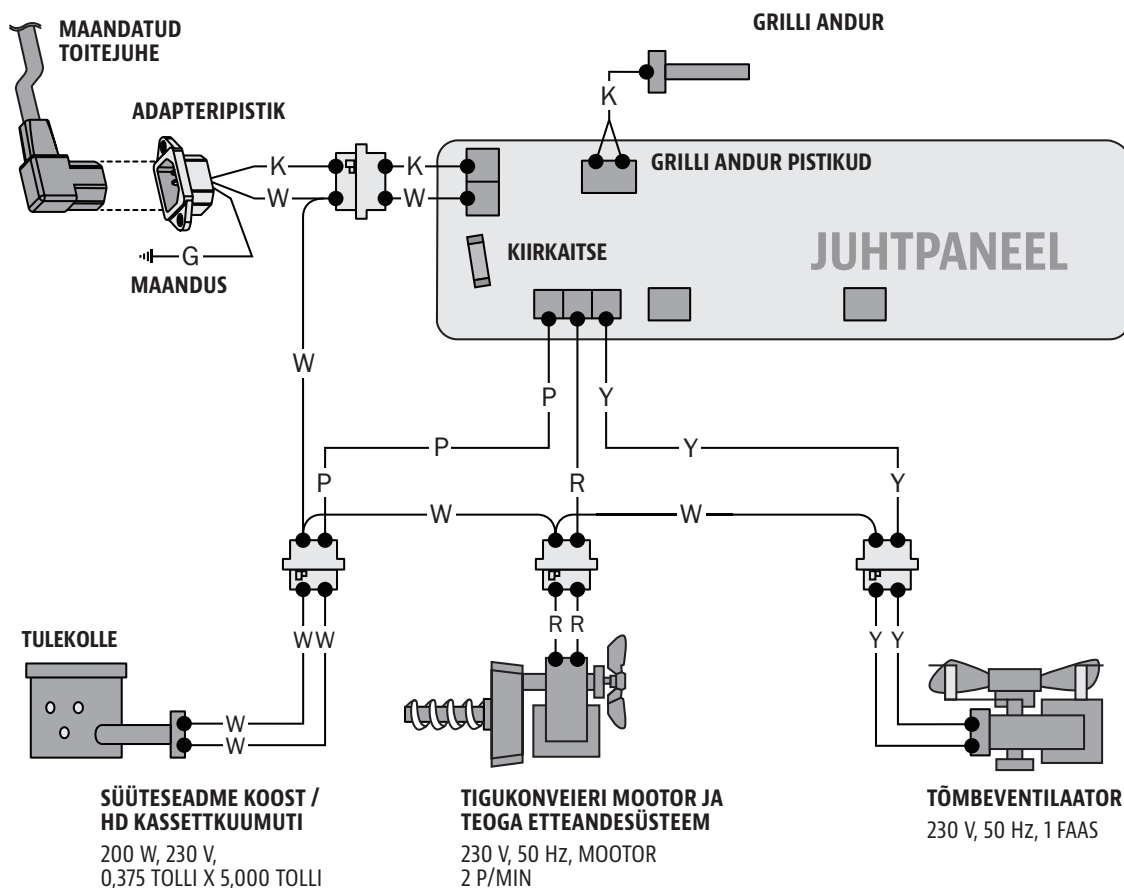 MAANDATUD
TOITEJUHE
GRILLI ANDUR
ADAPTERIPISTIK
K
K
K
GRILLI ANDUR PISTIKUD
W
W
G
MAANDUS
KIIRKAITSE
JUHTPANEEL
W
P
Y
P
Y
P
R
Y
W
W
R R
TULEKOLLE
WW
Y Y
W
W
SÜÜTESEADME KOOST /
HD KASSETTKUUMUTI
200 W, 230 V,
0,375 TOLLI X 5,000 TOLLI
TIGUKONVEIERI MOOTOR JA
TEOGA ETTEANDESÜSTEEM
230 V, 50 Hz, MOOTOR
2 P/MIN
TÕMBEVENTILAATOR
230 V, 50 Hz, 1 FAAS